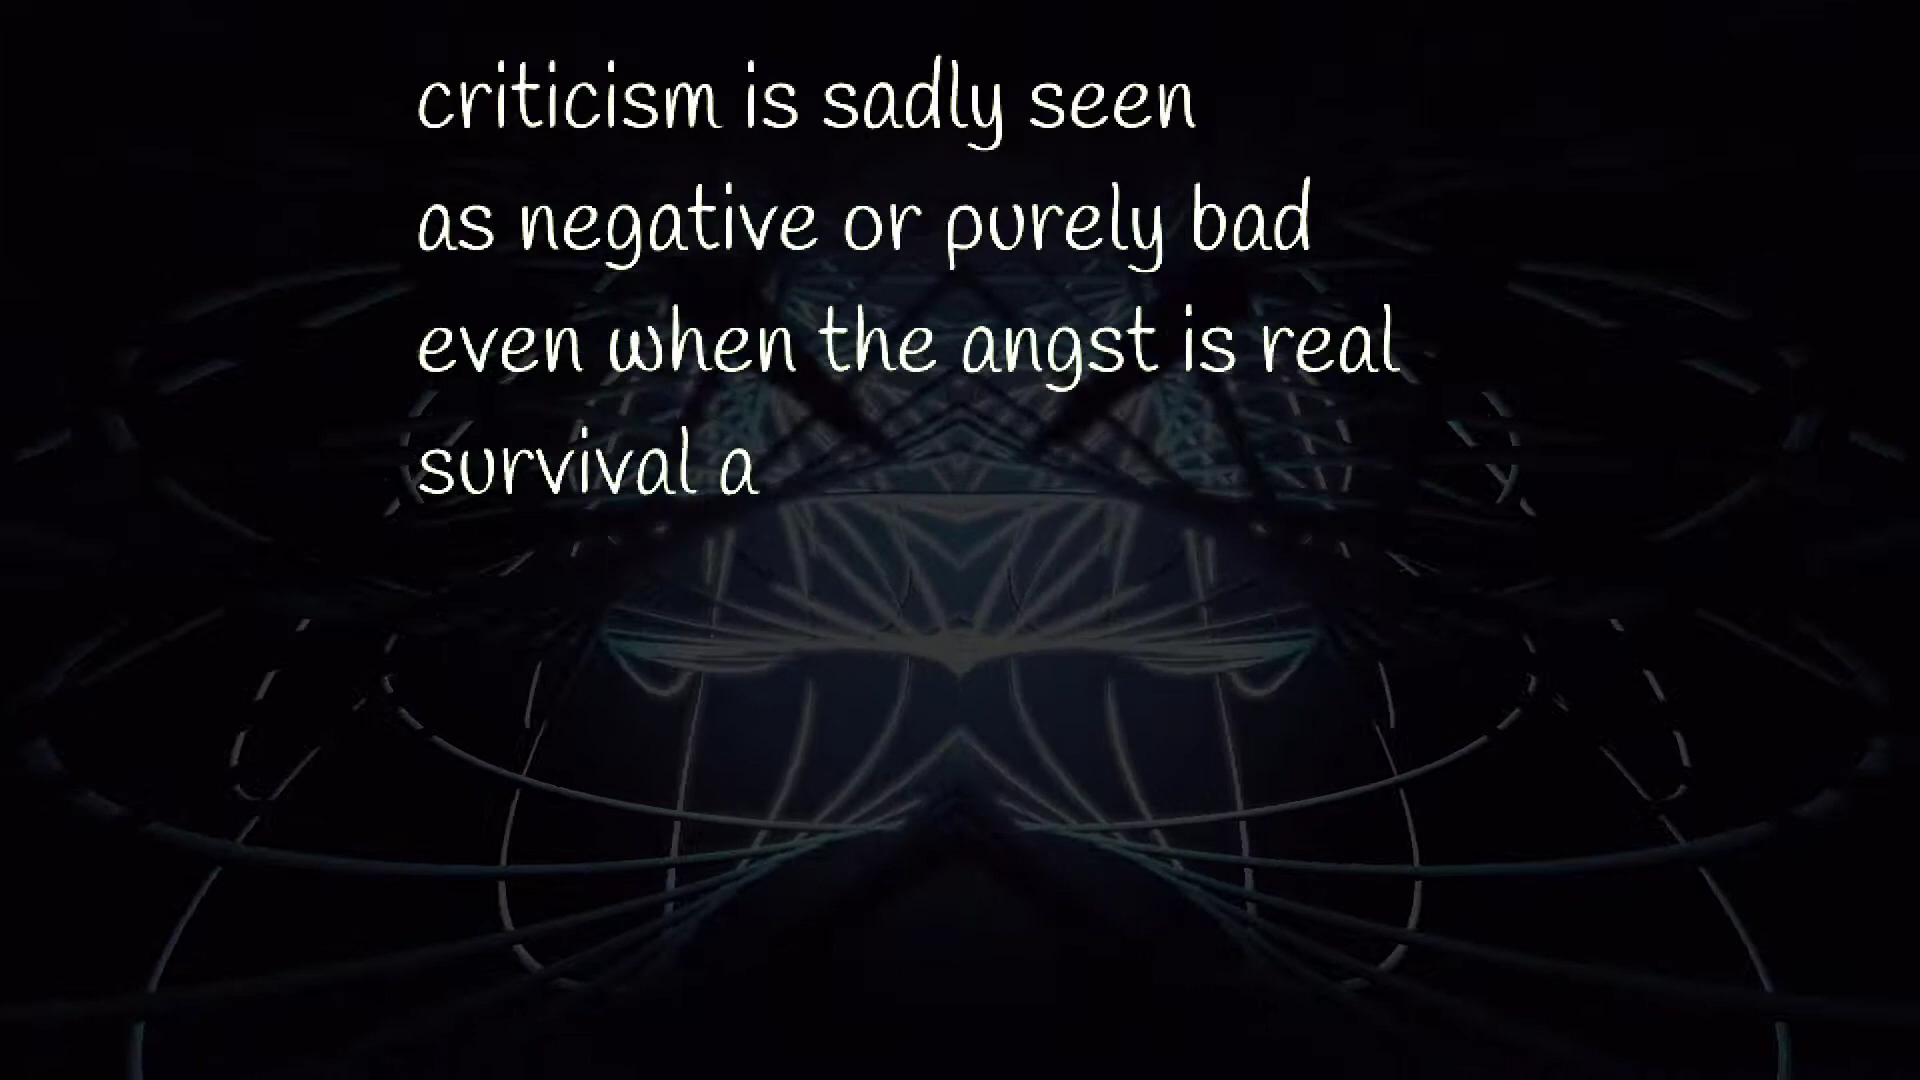 criticism is sadly seen
as negative or purely bad
even when the angst is real
survival a